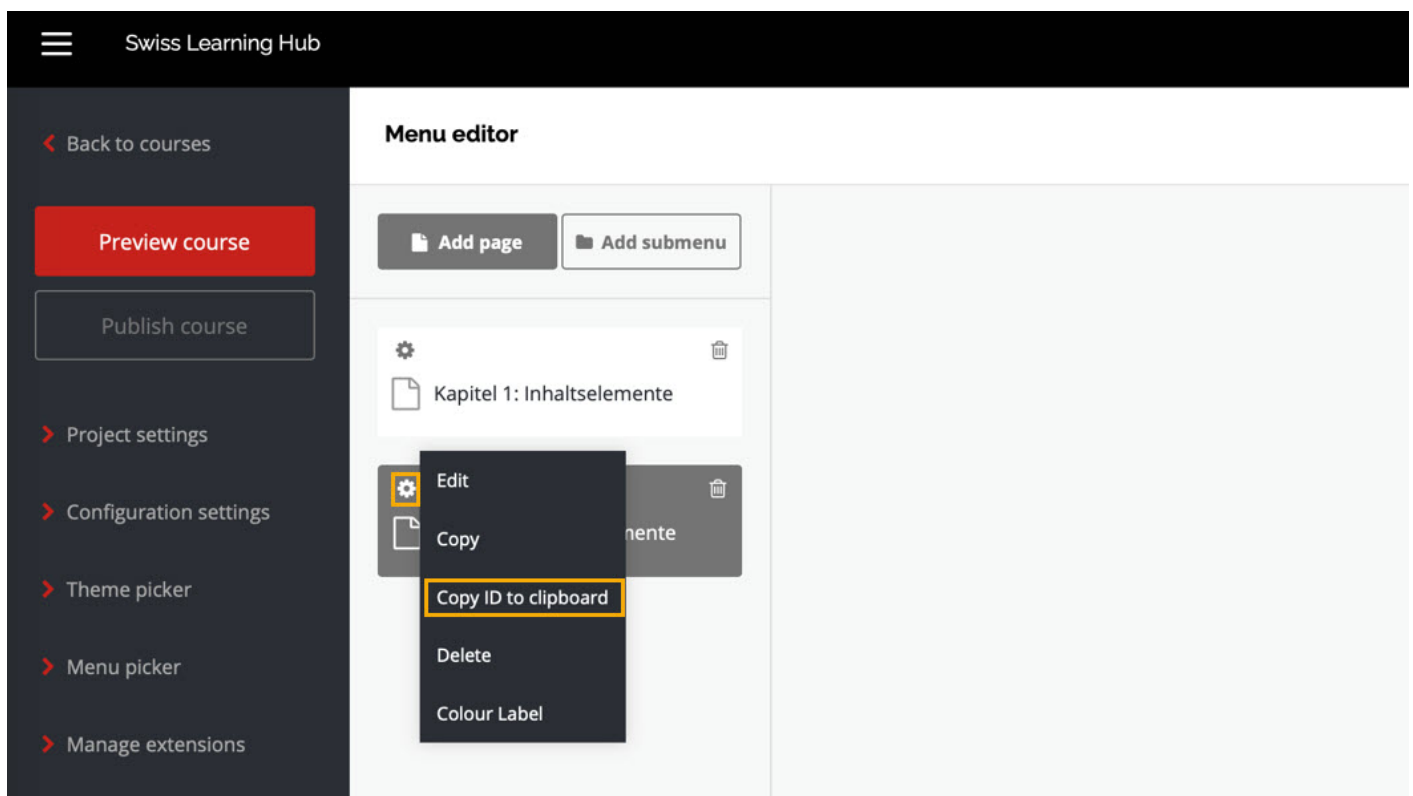 Swiss Learning Hub
Back to courses
Menu editor
Preview course
Add page
Add submenu
Publish course
Kapitel 1: Inhaltselemente
Project settings
Edit
Configuration settings
Copy
Copy ID to clipboard
Theme picker
Delete
Menu picker
Colour Label
Manage extensions